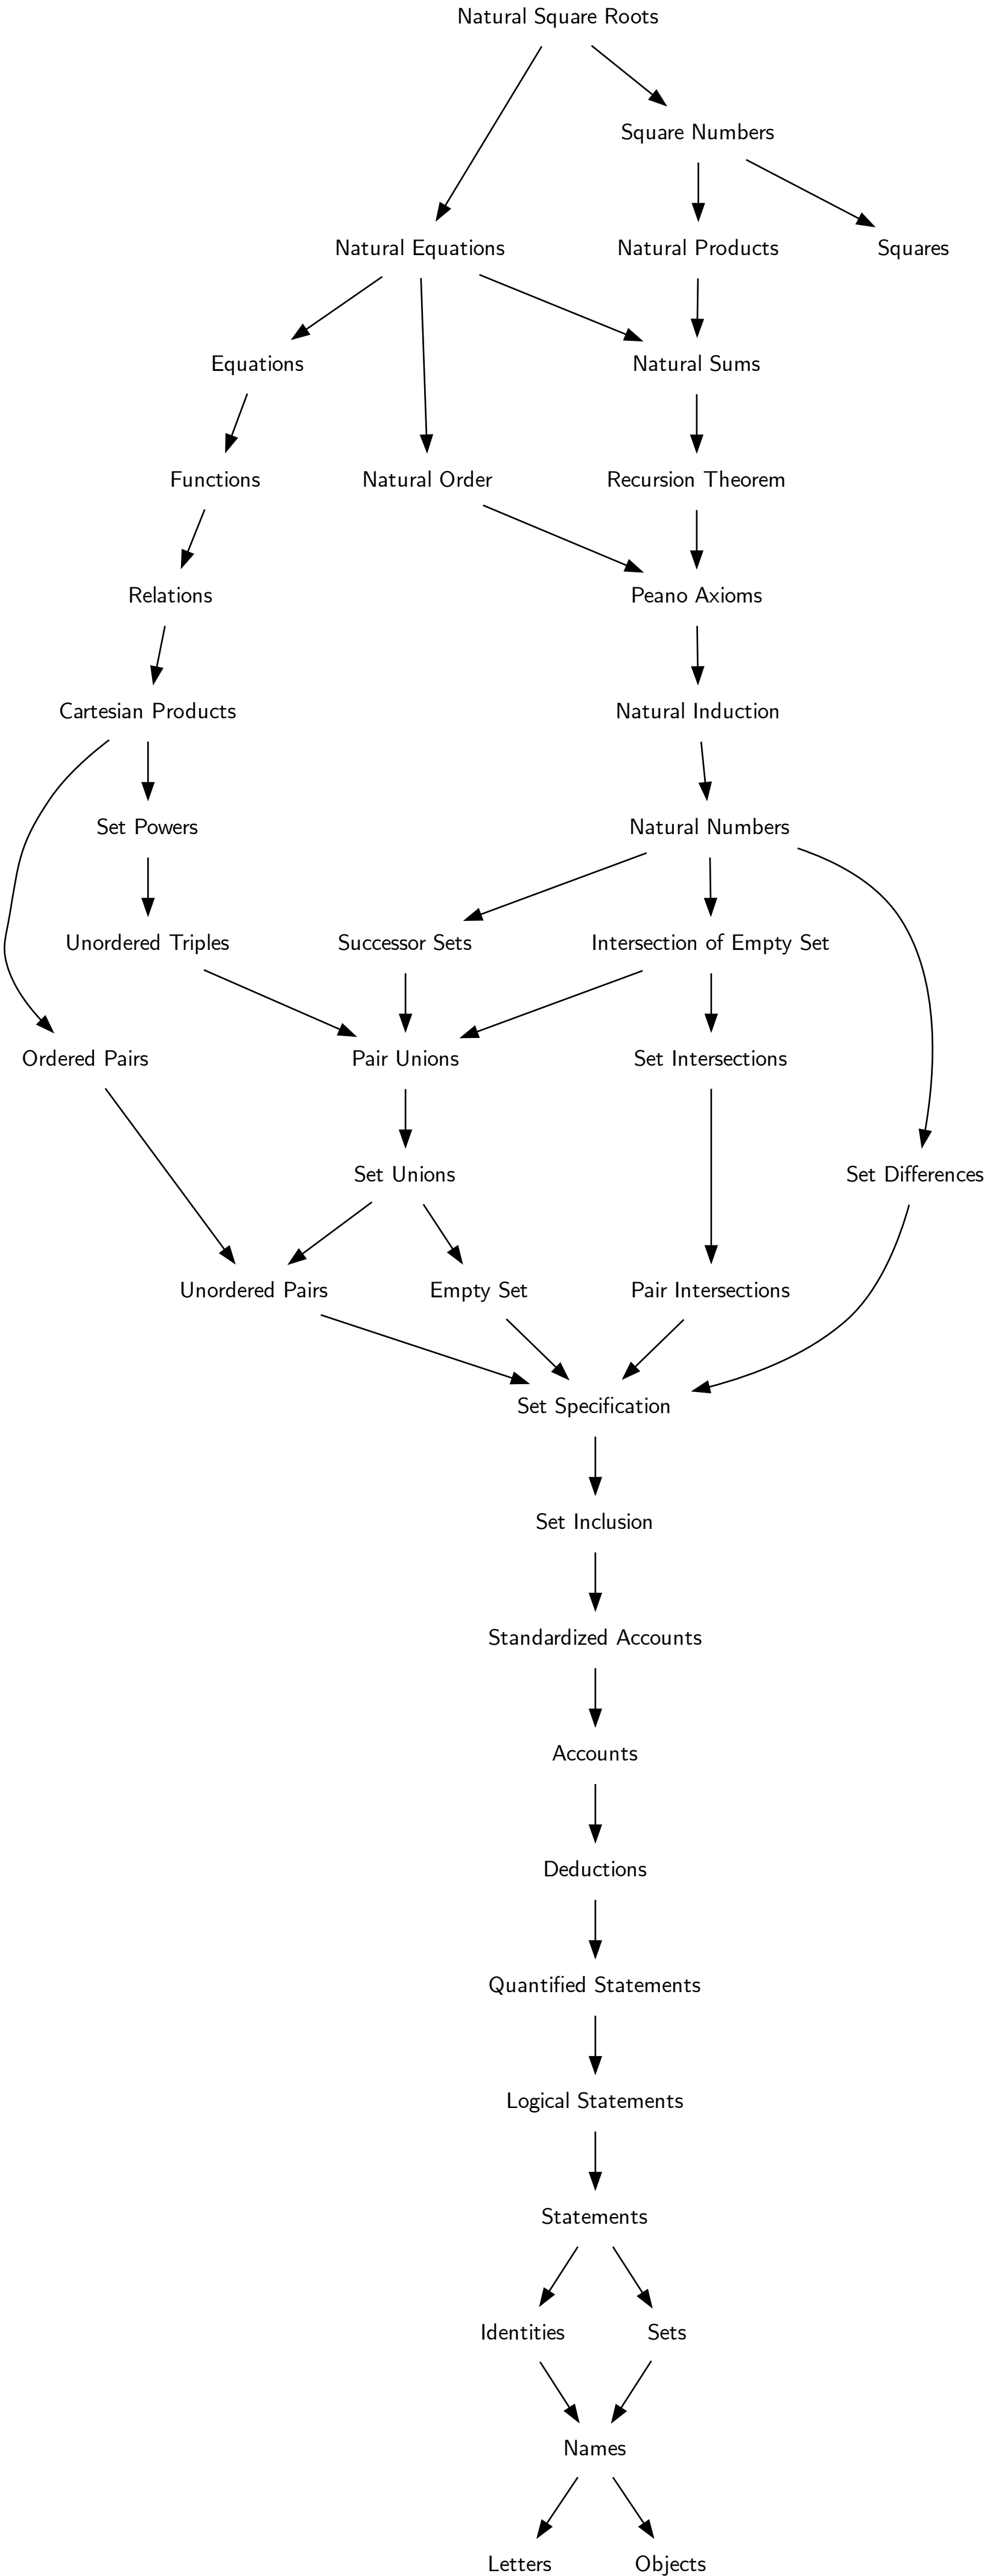 Natural Square Roots
Square Numbers
Natural Equations
Natural Products
Squares
Equations
Natural Sums
Functions
Natural Order
Recursion Theorem
Relations
Peano Axioms
Cartesian Products
Natural Induction
Set Powers
Natural Numbers
Unordered Triples
Successor Sets
Intersection of Empty Set
Ordered Pairs
Pair Unions
Set Intersections
Set Unions
Set Differences
Unordered Pairs
Empty Set
Pair Intersections
Set Specification
Set Inclusion
Standardized Accounts
Accounts
Deductions
Quantified Statements
Logical Statements
Statements
Identities
Sets
Names
Letters
Objects